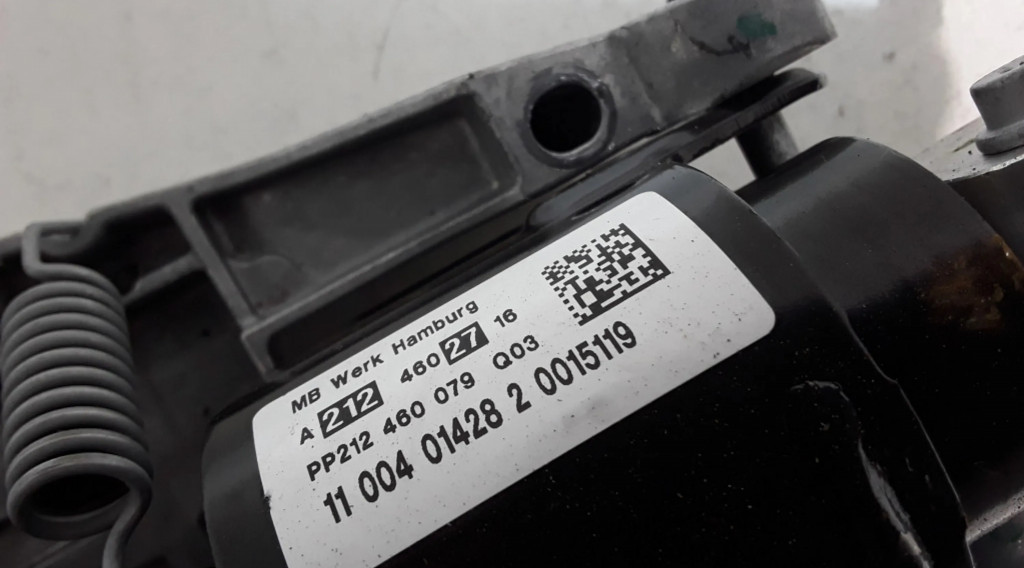 MB Werk Hamburg
A 212 460 27 16
PP212 460 079 Q03
11 004 01428 2 0015119